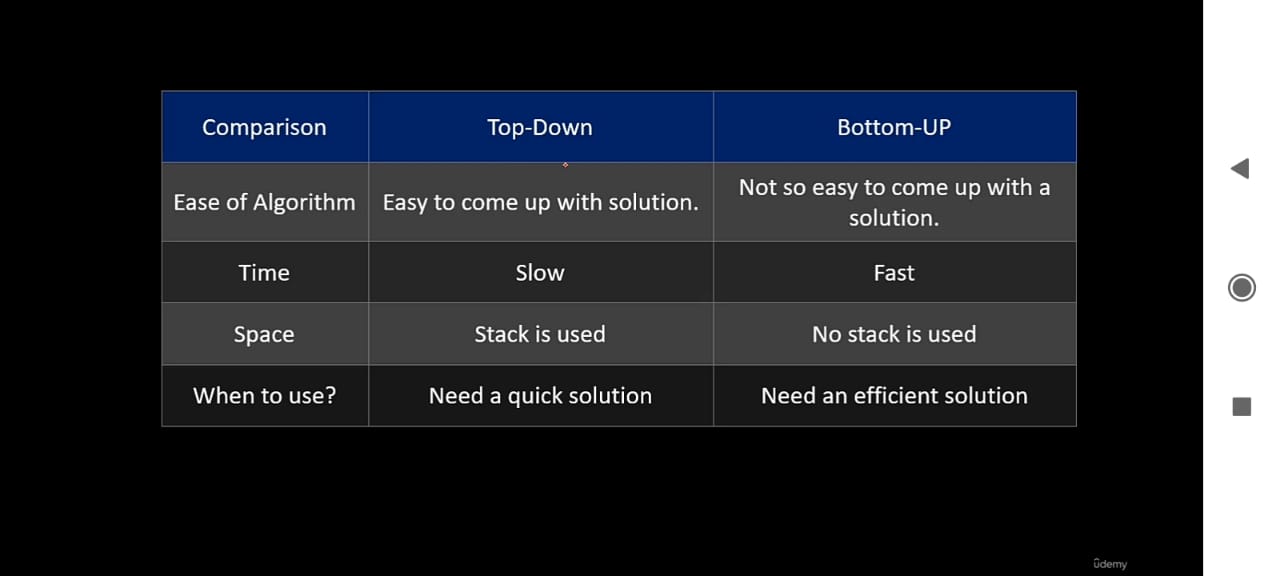 Comparison Top-Down Bottom-UP
Ease of Algorithm Easy to come up with solution. Not so easy to come up with a
solution.
Time Slow Fast
Space Stack is used No stack is used
When to use? Need a quick solution Need an efficient solution
ûdemy